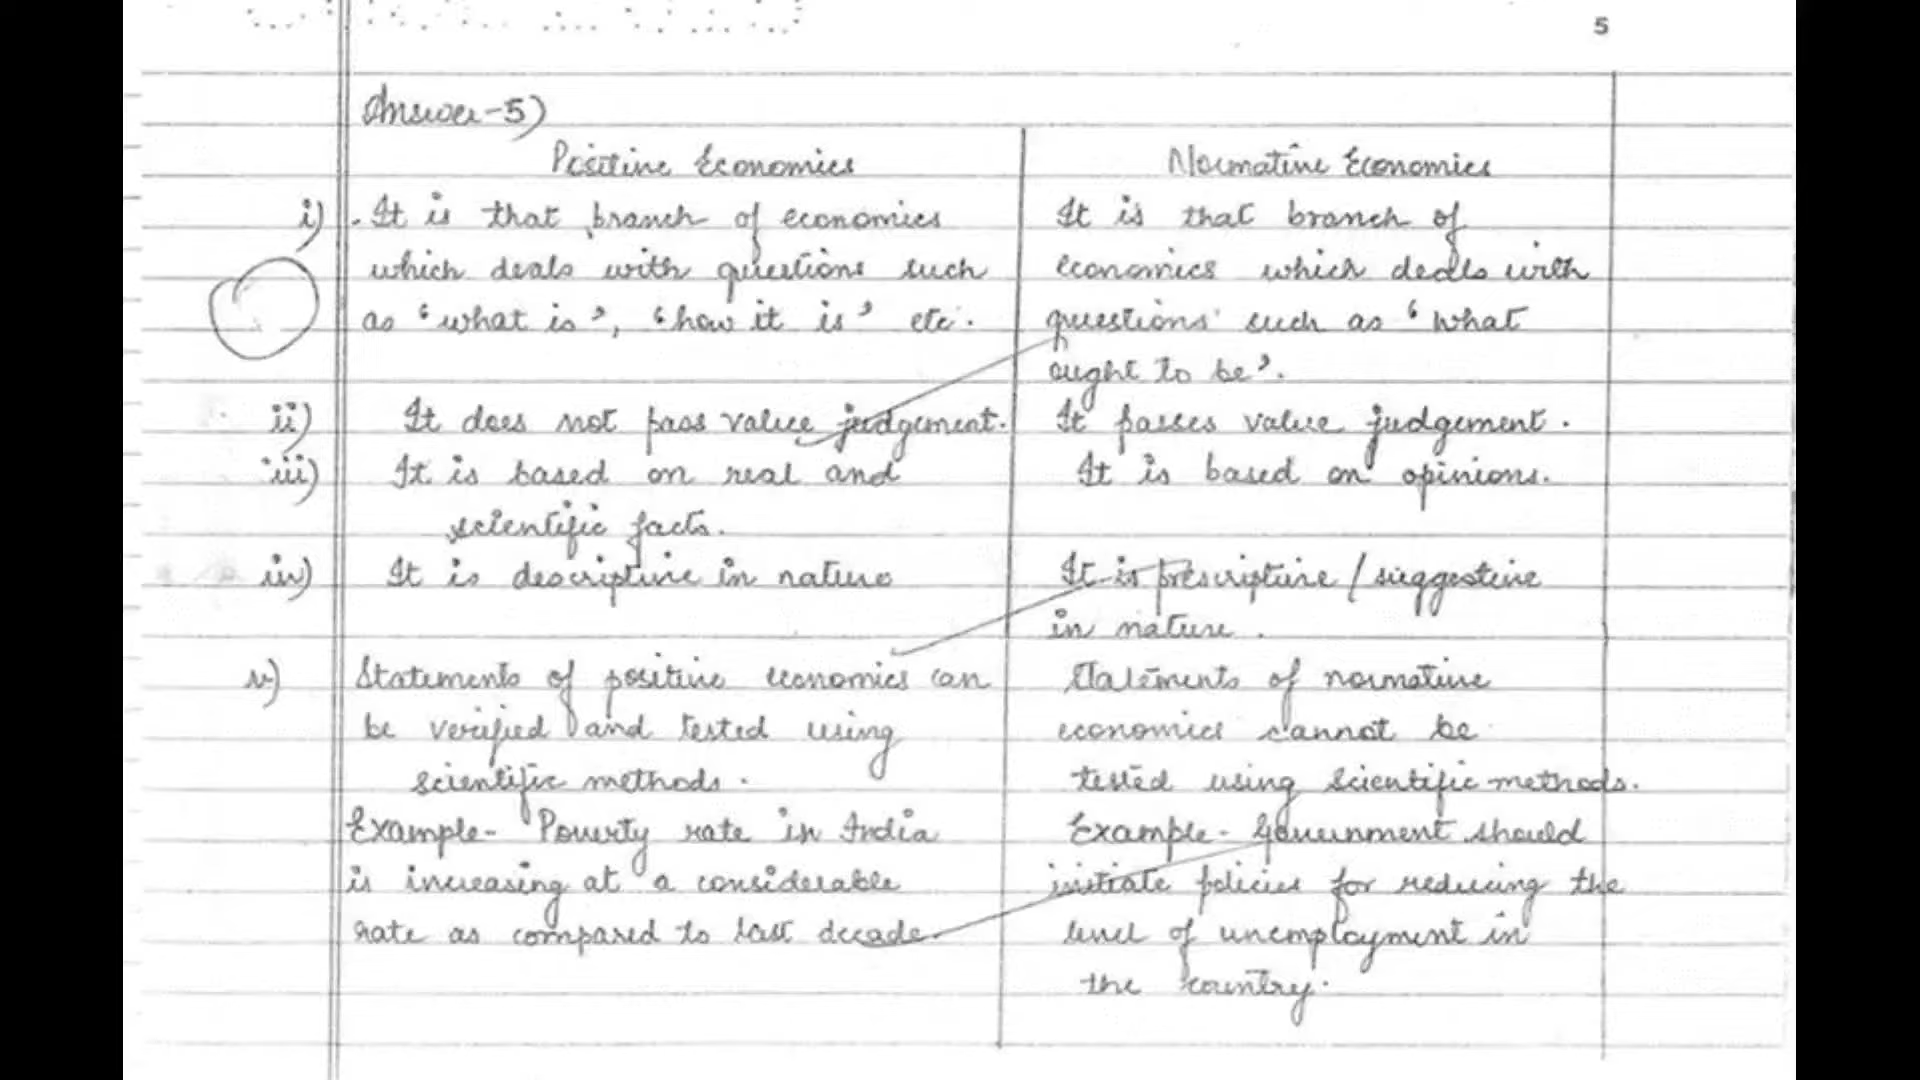 5
Answer-5)
Positive Economics
Normative Economics
i) It is that branch of economics
which deals with questions such
as 'what is', 'how it is' etc.
It is that branch of
economics which deals with
questions such as 'what
ought to be'.
ii) It does not pass value judgement.
It passes value judgement.
iii) It is based on real and
scientific facts.
It is based on opinions.
iv) It is descriptive in nature
It is prescriptive / suggestive
in nature.
v) Statements of positive economics can
be verified and tested using
scientific methods.
Statements of normative
economics cannot be
tested using scientific methods.
Example- Poverty rate in India
is increasing at a considerable
rate as compared to last decade.
Example- Government should
initiate policies for reducing the
level of unemployment in
the country.